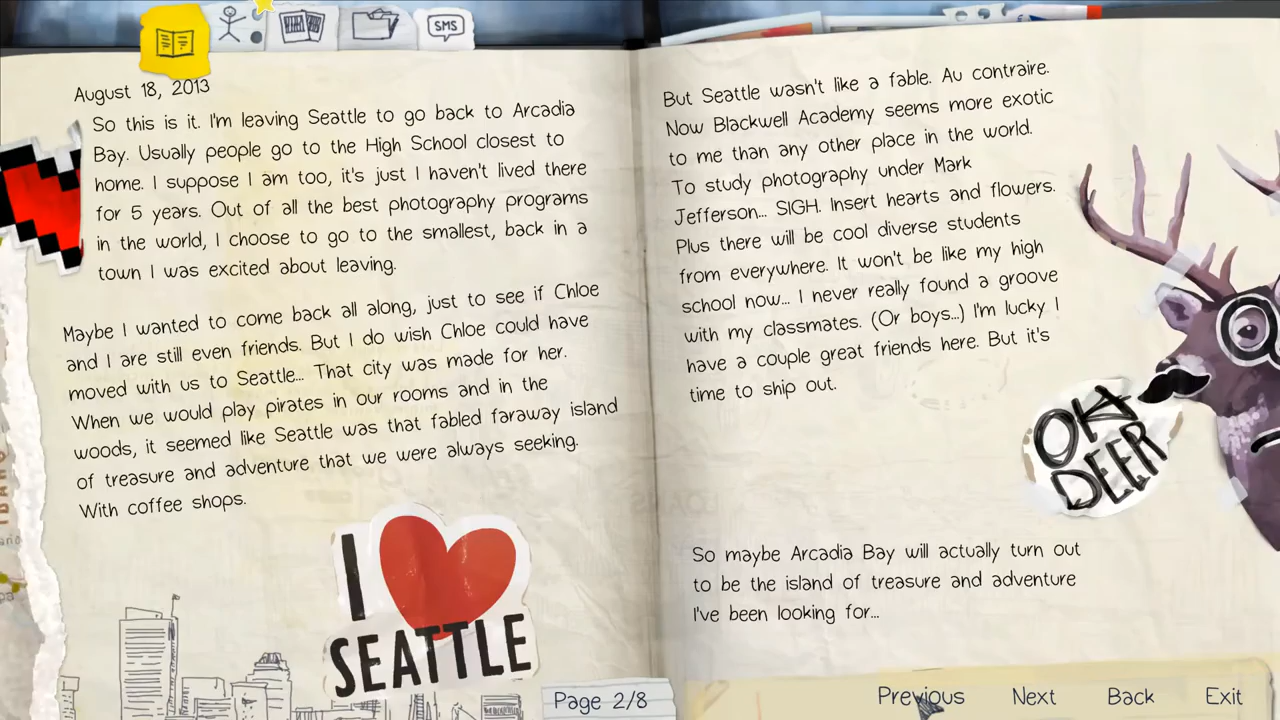 SMS
August 18, 2013
So this is it. I'm leaving Seattle to go back to Arcadia
Bay. Usually people go to the High School closest to
home. I suppose I am too, it's just I haven't lived there
for 5 years. Out of all the best photography programs
in the world, I choose to go to the smallest, back in a
town I was excited about leaving.
Maybe I wanted to come back all along, just to see if Chloe
and I are still even friends. But I do wish Chloe could have
moved with us to Seattle... That city was made for her.
When we would play pirates in our rooms and in the
woods, it seemed like Seattle was that fabled faraway island
of treasure and adventure that we were always seeking.
With coffee shops.
I
SEATTLE
But Seattle wasn't like a fable. Au contraire.
Now Blackwell Academy seems more exotic
to me than any other place in the world.
To study photography under Mark
Jefferson... SIGH. Insert hearts and flowers.
Plus there will be cool diverse students
from everywhere. It won't be like my high
school now... I never really found a groove
with my classmates. (Or boys...) I'm lucky I
have a couple great friends here. But it's
time to ship out.
OH
DEER
So maybe Arcadia Bay will actually turn out
to be the island of treasure and adventure
I've been looking for...
Page 2/8
Previous Next Back Exit